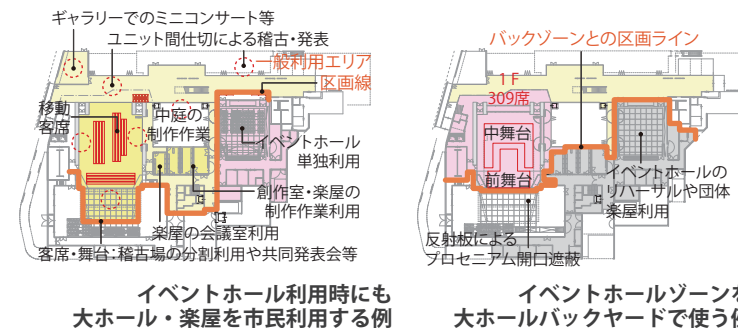 ギャラリーでのミニコンサート等
ユニット間仕切による稽古・発表
一般利用エリア
区画線
移動
客席
中庭の
制作作業
イベントホール
単独利用
創作室・楽屋の
制作作業利用
楽屋の会議室利用
客席・舞台：稽古場の分割利用や共同発表会等
イベントホール利用時にも
大ホール・楽屋を市民利用する例
バックゾーンとの区画ライン
1F
309席
中舞台
前舞台
イベントホールの
リハーサルや団体
楽屋利用
反射板による
プロセニアム開口遮蔽
イベントホールゾーンを
大ホールバックヤードで使う例